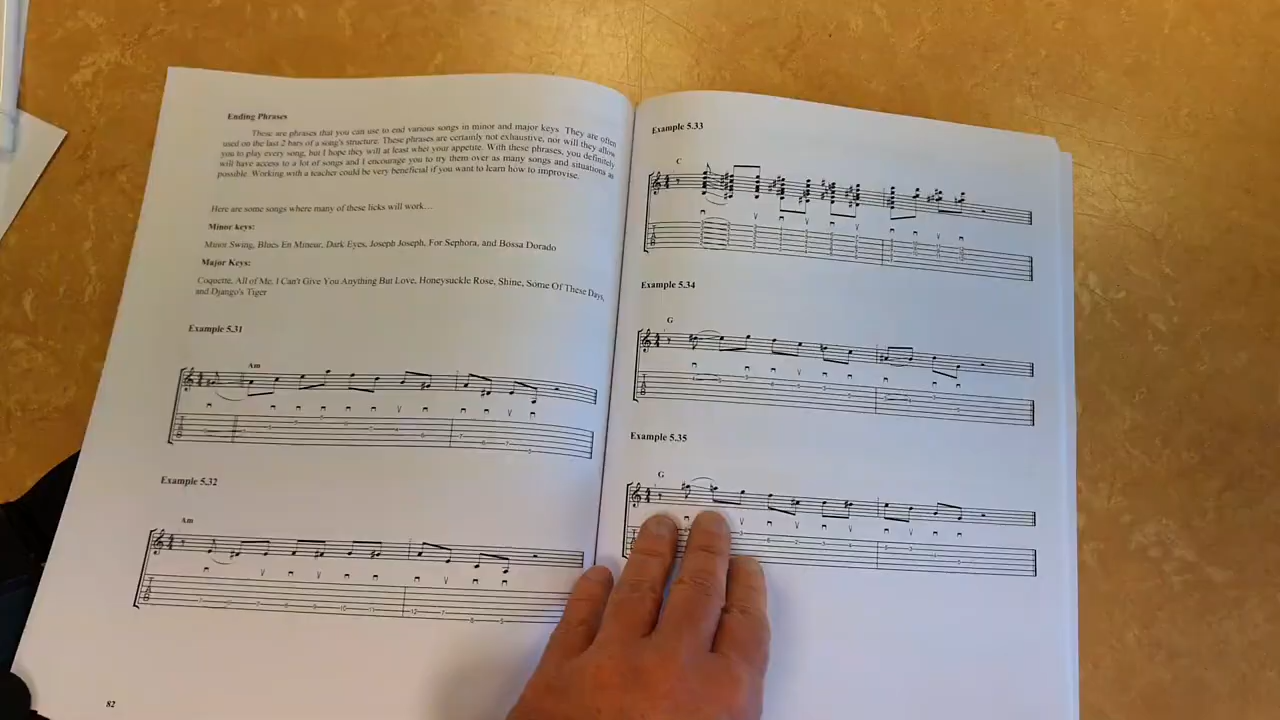 Ending Phrases
These are phrases that you can use to end various songs in minor and major keys. They are often
used on the last 2 bars of a song's structure. These phrases are certainly not exhaustive, nor will they allow
you to play every song, but I hope they will at least whet your appetite. With these phrases, you definitely
will have access to a lot of songs and I encourage you to try them over as many songs and situations as
possible. Working with a teacher could be very beneficial if you want to learn how to improvise.
Here are some songs where many of these licks will work…
Minor keys:
Minor Swing, Blues En Mineur, Dark Eyes, Joseph Joseph, For Sephora, and Bossa Dorado
Major Keys:
Coquette, All of Me, I Can't Give You Anything But Love, Honeysuckle Rose, Shine, Some Of These Days,
and Django's Tiger
Example 5.31
Am
Example 5.32
Am
82
Example 5.33
C
Example 5.34
G
Example 5.35
G